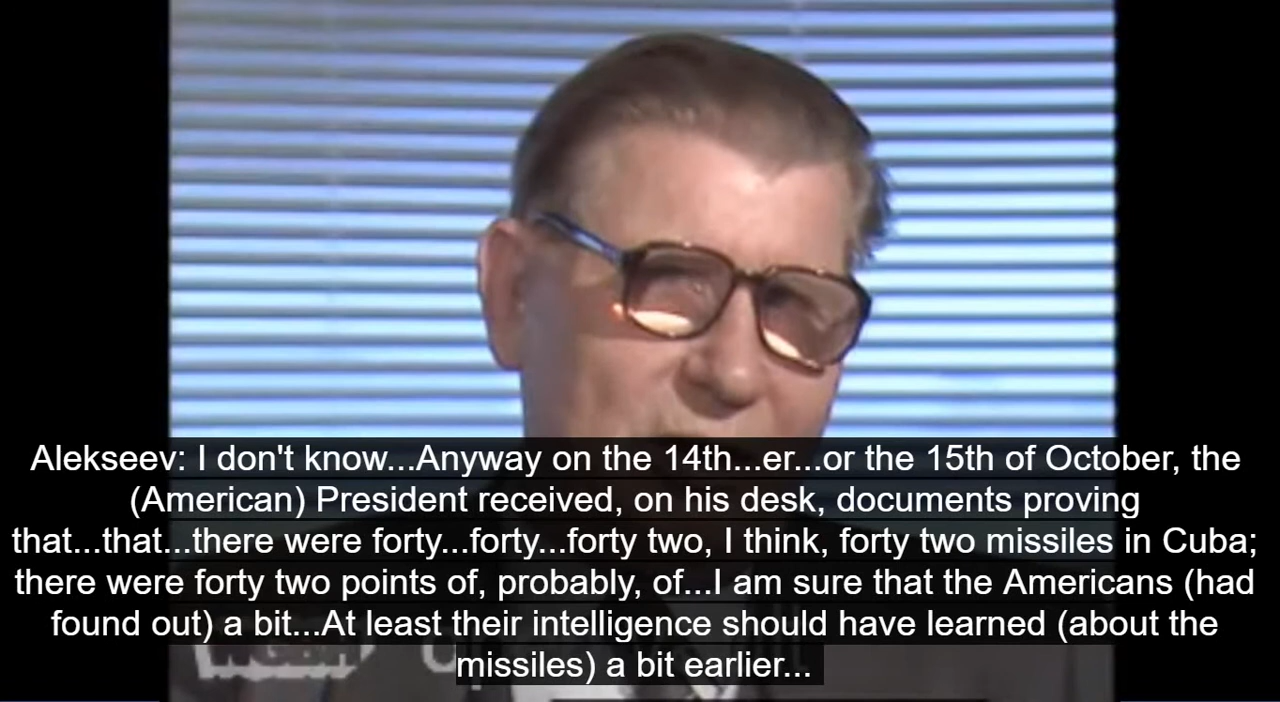 Alekseev: I don't know...Anyway on the 14th...er...or the 15th of October, the
(American) President received, on his desk, documents proving
that...that...there were forty...forty...forty two, I think, forty two missiles in Cuba;
there were forty two points of, probably, of...I am sure that the Americans (had
found out) a bit...At least their intelligence should have learned (about the
missiles) a bit earlier...
WGBH